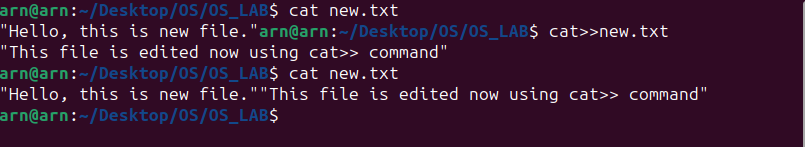 arn@arn:~/Desktop/OS/OS_LAB$ cat new.txt
"Hello, this is new file."arn@arn:~/Desktop/OS/OS_LAB$ cat>>new.txt
"This file is edited now using cat>> command"
arn@arn:~/Desktop/OS/OS_LAB$ cat new.txt
"Hello, this is new file.""This file is edited now using cat>> command"
arn@arn:~/Desktop/OS/OS_LAB$